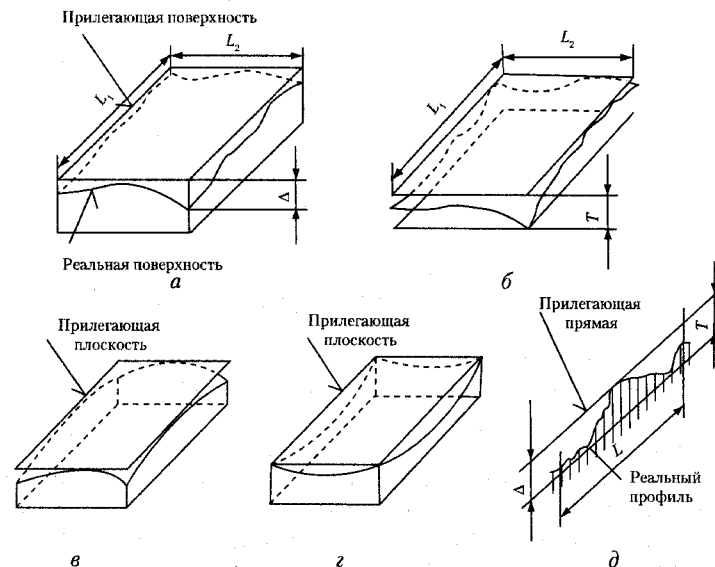 Прилегающая поверхность
L₂
L₁
Δ
Реальная поверхность
а
L₂
L₁
T
б
Прилегающая
плоскость
в
Прилегающая
плоскость
г
Прилегающая
прямая
T
L
Δ
Реальный
профиль
д